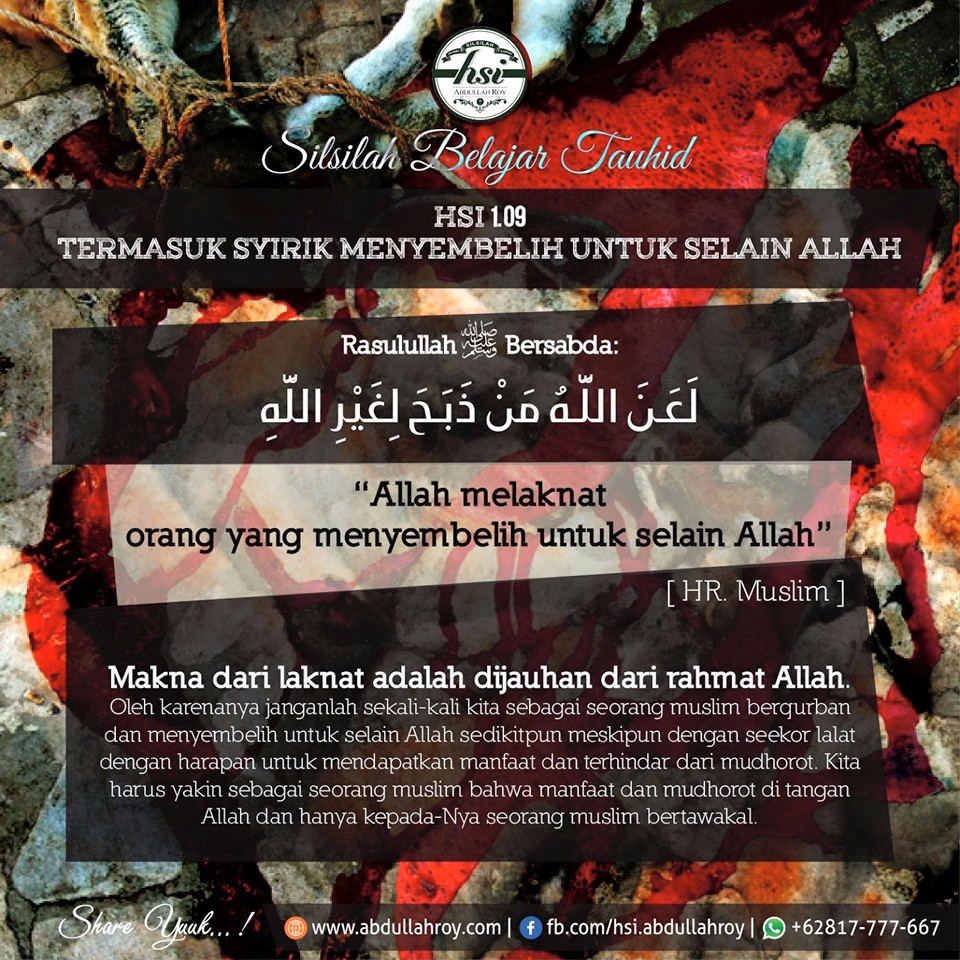 SILSILAH
hsi
ABDULLAH ROY
Silsilah Belajar Tauhid
HSI 1.09
TERMASUK SYIRIK MENYEMBELIH UNTUK SELAIN ALLAH
Rasulullah ﷺ Bersabda:
لَعَنَ اللّٰهُ مَنْ ذَبَحَ لِغَيْرِ اللّٰهِ
“Allah melaknat
orang yang menyembelih untuk selain Allah”
[ HR. Muslim ]
Makna dari laknat adalah dijauhan dari rahmat Allah.
Oleh karenanya janganlah sekali-kali kita sebagai seorang muslim berqurban
dan menyembelih untuk selain Allah sedikitpun meskipun dengan seekor lalat
dengan harapan untuk mendapatkan manfaat dan terhindar dari mudhorot. Kita
harus yakin sebagai seorang muslim bahwa manfaat dan mudhorot di tangan
Allah dan hanya kepada-Nya seorang muslim bertawakal.
Share Yuuk... ! www.abdullahroy.com | fb.com/hsi.abdullahroy | +62817-777-667